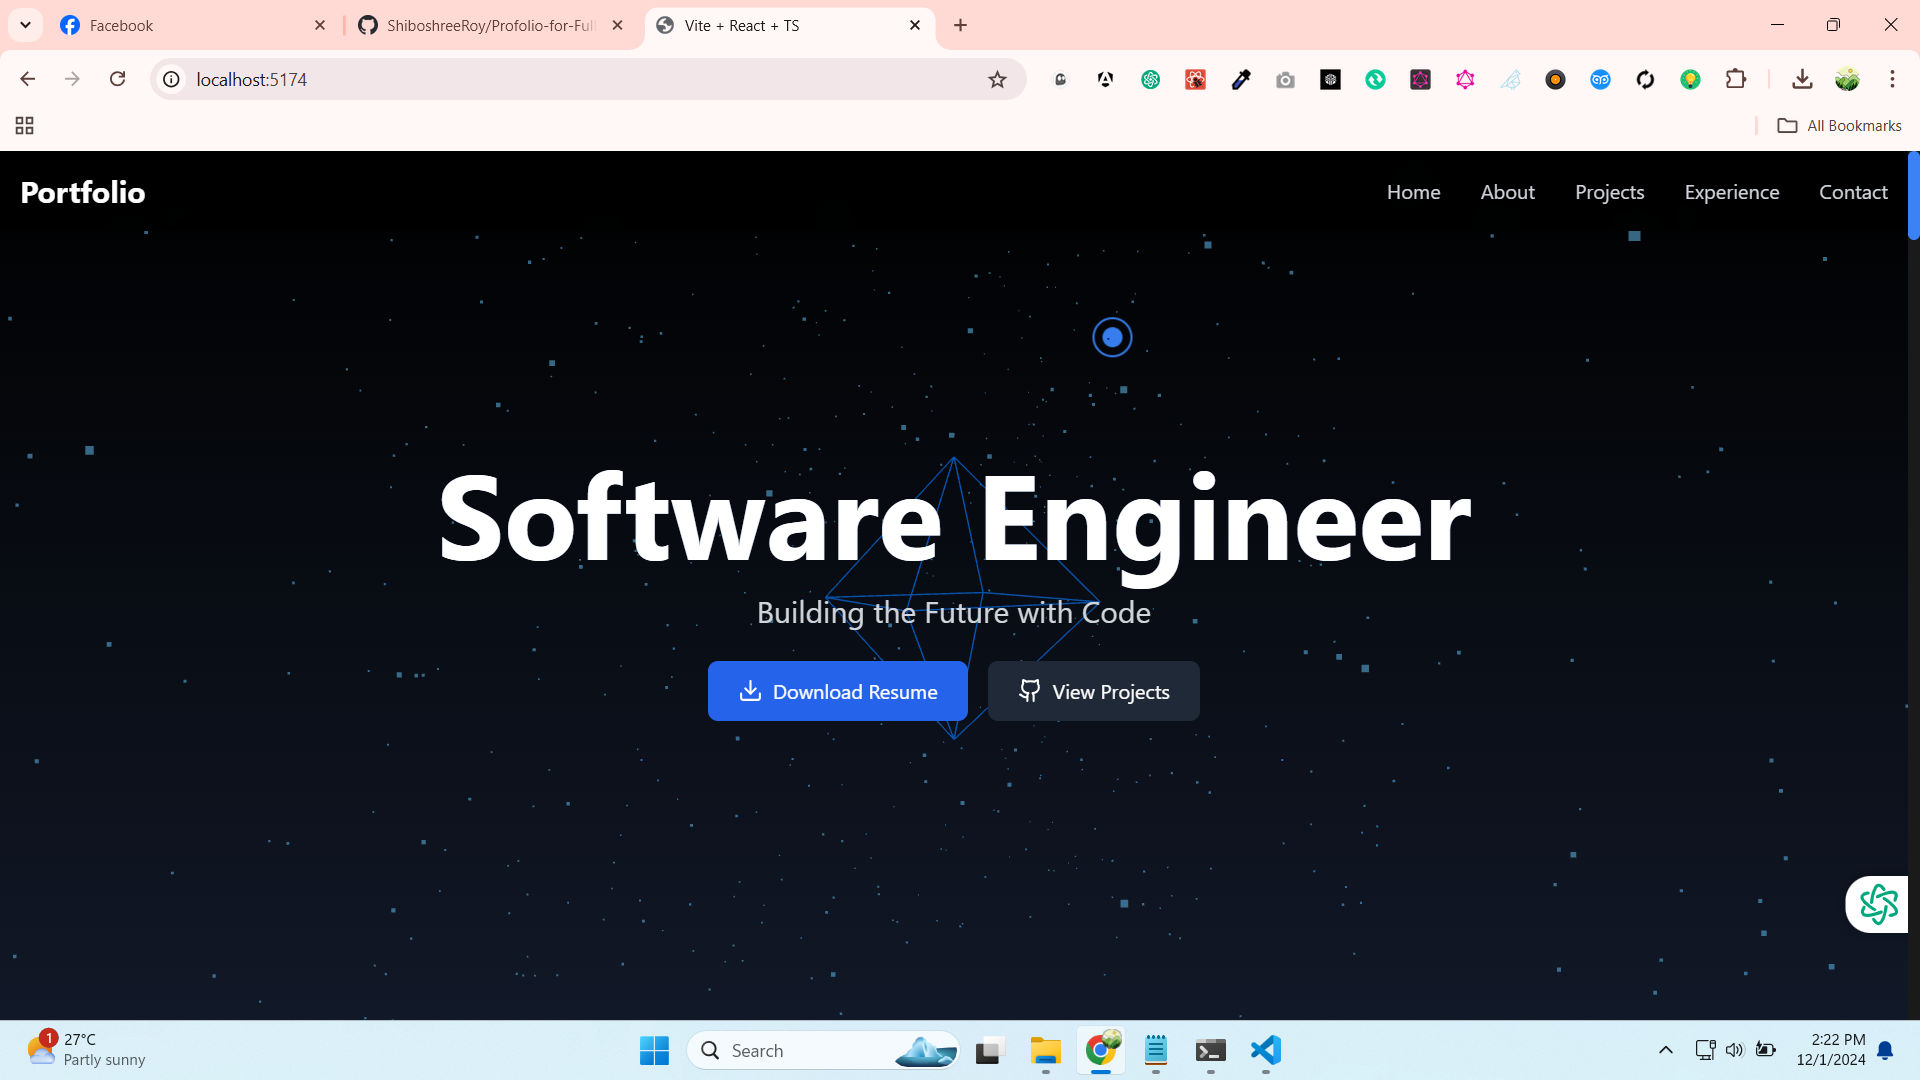 Facebook
ShiboshreeRoy/Profolio-for-Full
Vite + React + TS
localhost:5174
All Bookmarks
Portfolio
Home
About
Projects
Experience
Contact
Software Engineer
Building the Future with Code
Download Resume
View Projects
1
27°C
Partly sunny
Search
2:22 PM
12/1/2024